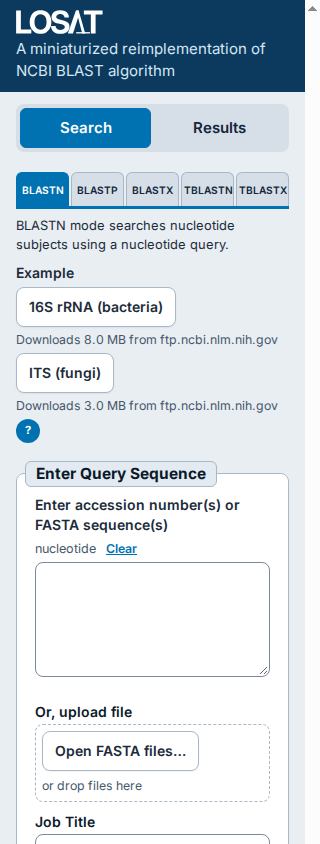 LOSAT
A miniaturized reimplementation of
NCBI BLAST algorithm
Search
Results
BLASTN
BLASTP
BLASTX
TBLASTN
TBLASTX
BLASTN mode searches nucleotide
subjects using a nucleotide query.
Example
16S rRNA (bacteria)
Downloads 8.0 MB from ftp.ncbi.nlm.nih.gov
ITS (fungi)
Downloads 3.0 MB from ftp.ncbi.nlm.nih.gov
?
Enter Query Sequence
Enter accession number(s) or
FASTA sequence(s)
nucleotide Clear
Or, upload file
Open FASTA files...
or drop files here
Job Title